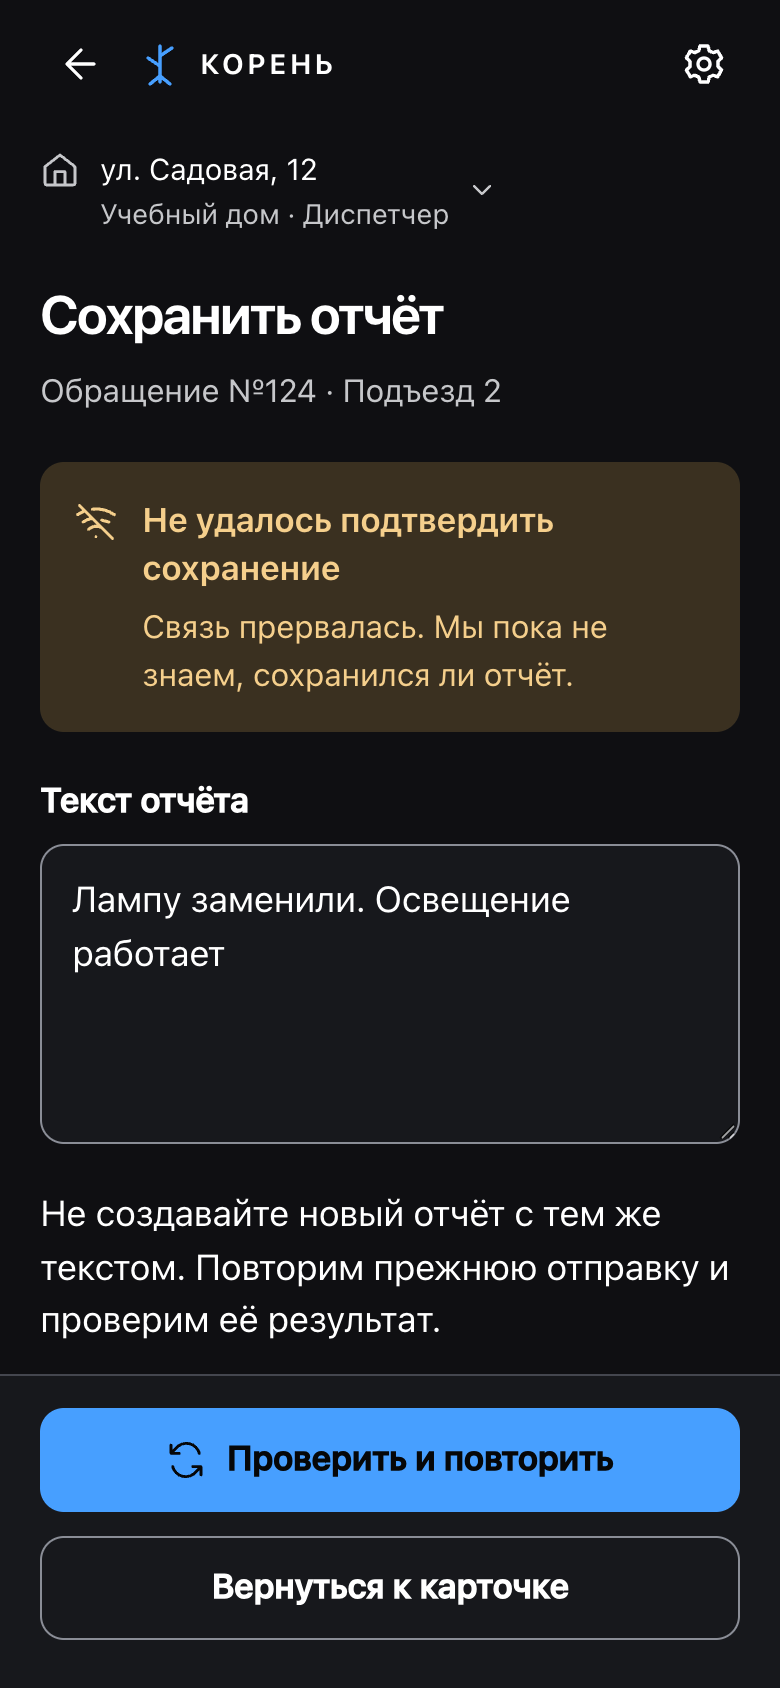 КОРЕНЬ
ул. Садовая, 12
Учебный дом · Диспетчер
Сохранить отчёт
Обращение №124 · Подъезд 2
Не удалось подтвердить
сохранение
Связь прервалась. Мы пока не
знаем, сохранился ли отчёт.
Текст отчёта
Лампу заменили. Освещение
работает
Не создавайте новый отчёт с тем же
текстом. Повторим прежнюю отправку и
проверим её результат.
Проверить и повторить
Вернуться к карточке